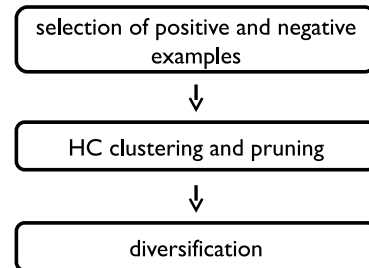 selection of positive and negative
examples
HC clustering and pruning
diversification